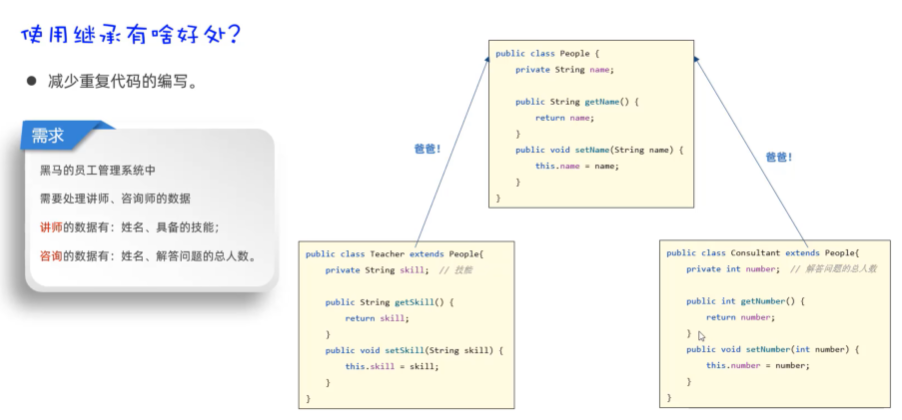 使用继承有啥好处?
● 减少重复代码的编写。
需求
黑马的员工管理系统中
需要处理讲师、咨询师的数据
讲师的数据有：姓名、具备的技能；
咨询的数据有：姓名、解答问题的总人数。
public class People {
private String name;
public String getName() {
return name;
}
public void setName(String name) {
this.name = name;
}
}
爸爸!
爸爸!
public class Teacher extends People{
private String skill; // 技能
public String getSkill() {
return skill;
}
public void setSkill(String skill) {
this.skill = skill;
}
}
public class Consultant extends People{
private int number; // 解答问题的总人数
public int getNumber() {
return number;
}
public void setNumber(int number) {
this.number = number;
}
}